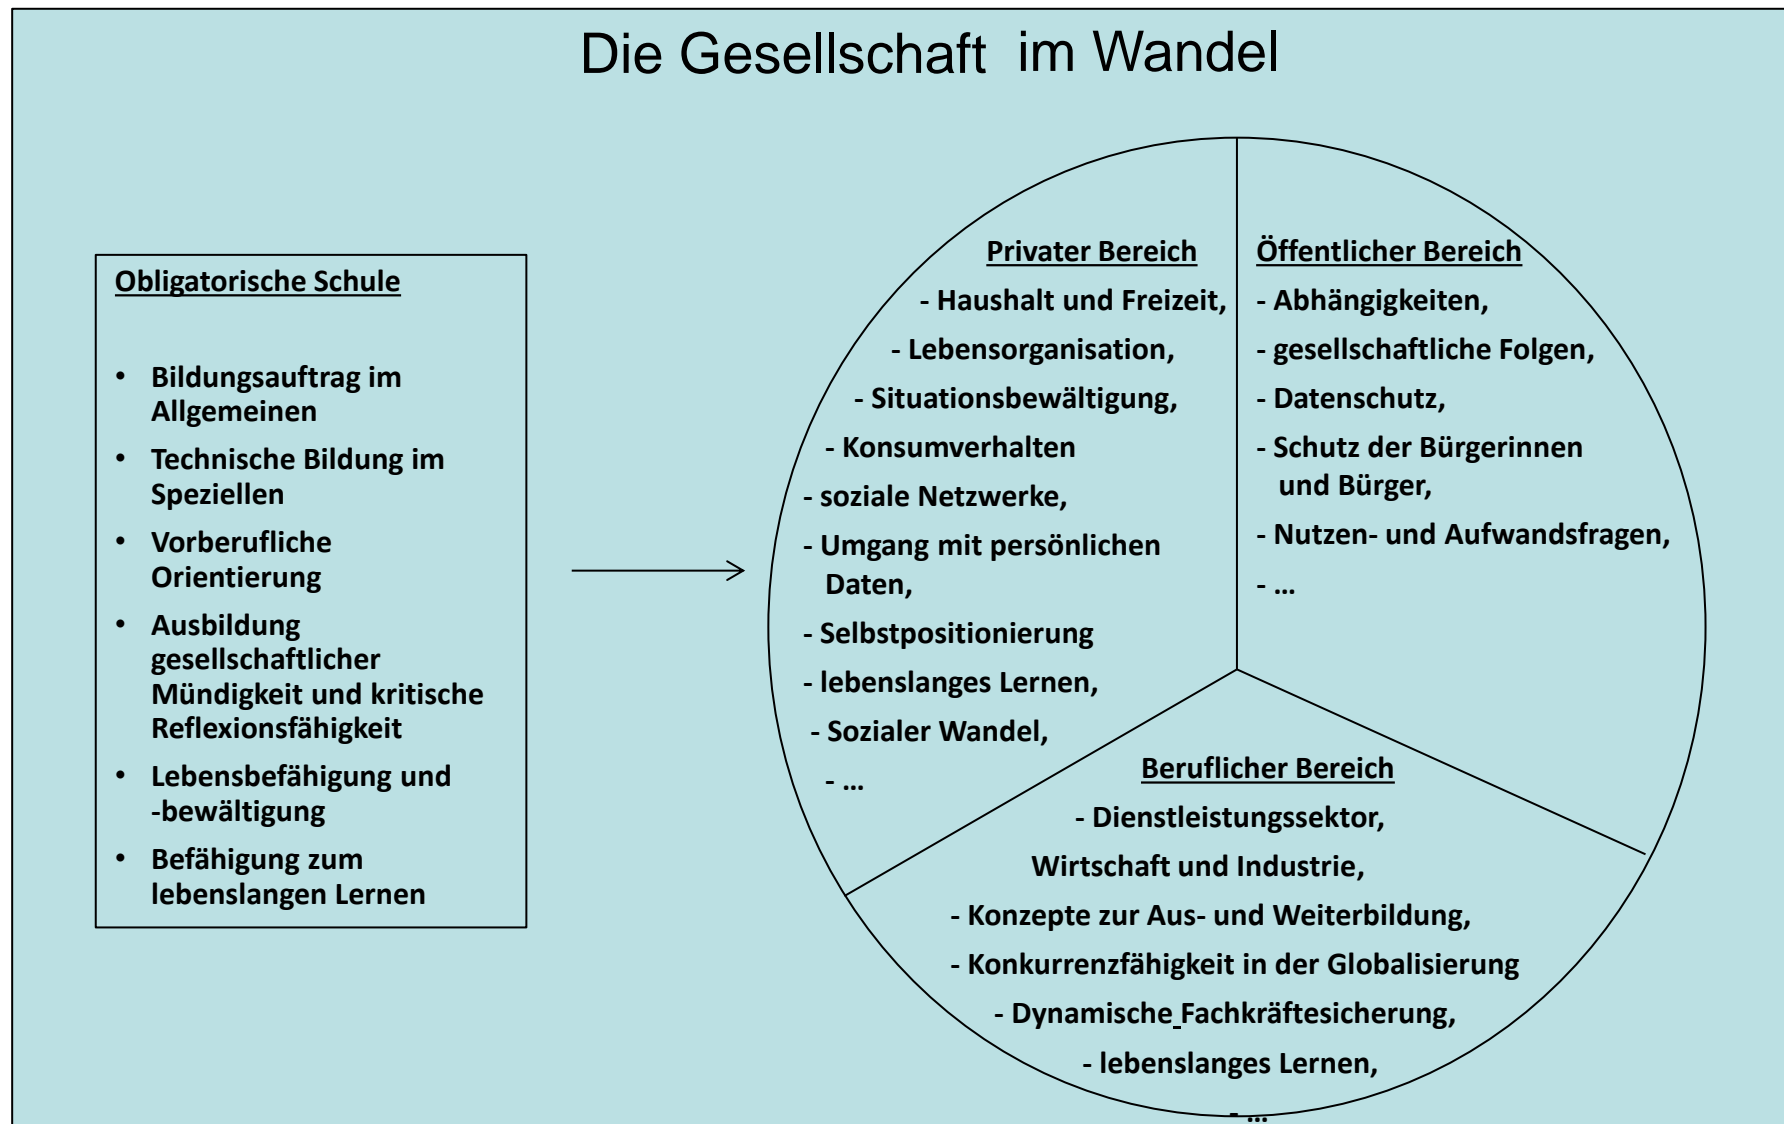 Die Gesellschaft im Wandel
Obligatorische Schule
• Bildungsauftrag im
Allgemeinen
• Technische Bildung im
Speziellen
• Vorberufliche
Orientierung
• Ausbildung
gesellschaftlicher
Mündigkeit und kritische
Reflexionsfähigkeit
• Lebensbefähigung und
-bewältigung
• Befähigung zum
lebenslangen Lernen
Privater Bereich
- Haushalt und Freizeit,
- Lebensorganisation,
- Situationsbewältigung,
- Konsumverhalten
- soziale Netzwerke,
- Umgang mit persönlichen
Daten,
- Selbstpositionierung
- lebenslanges Lernen,
- Sozialer Wandel,
- ...
Öffentlicher Bereich
- Abhängigkeiten,
- gesellschaftliche Folgen,
- Datenschutz,
- Schutz der Bürgerinnen
und Bürger,
- Nutzen- und Aufwandsfragen,
- ...
Beruflicher Bereich
- Dienstleistungssektor,
Wirtschaft und Industrie,
- Konzepte zur Aus- und Weiterbildung,
- Konkurrenzfähigkeit in der Globalisierung
- Dynamische Fachkräftesicherung,
- lebenslanges Lernen,
- ...